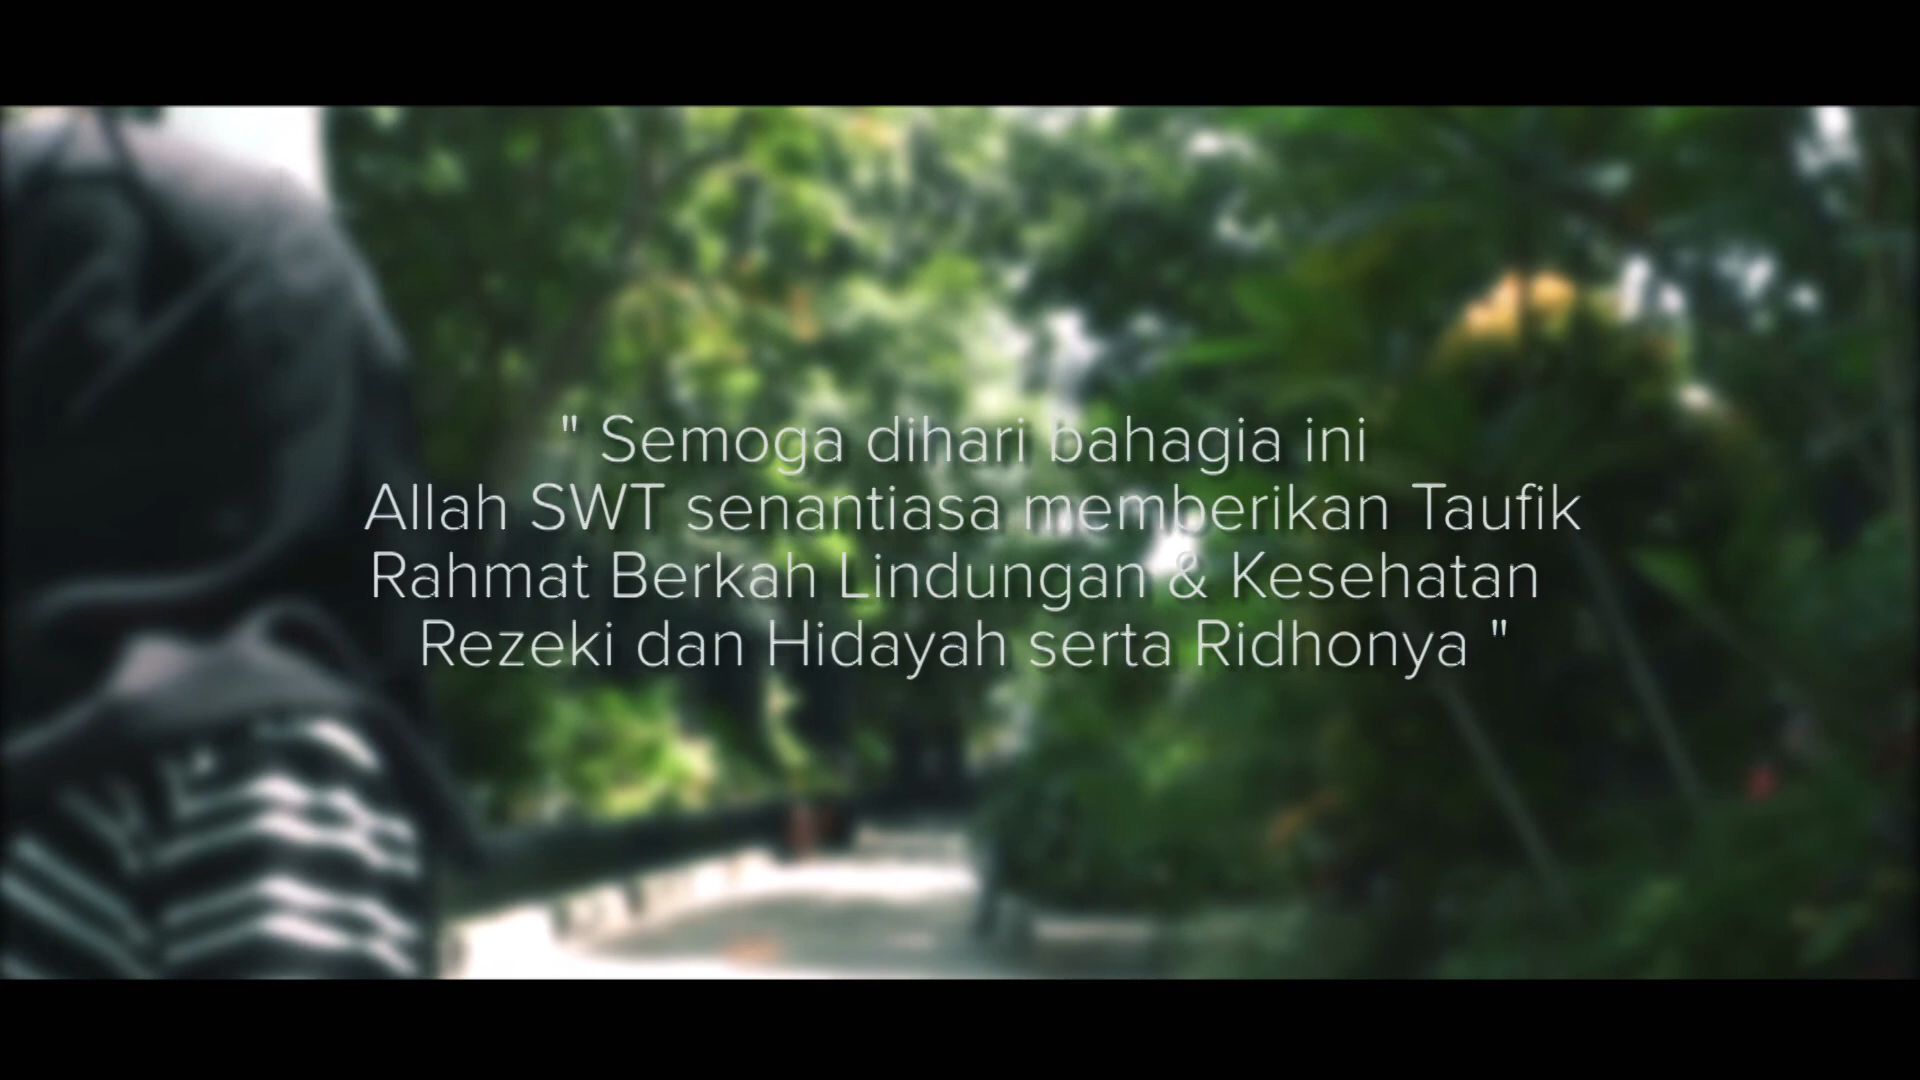 " Semoga dihari bahagia ini
Allah SWT senantiasa memberikan Taufik
Rahmat Berkah Lindungan & Kesehatan
Rezeki dan Hidayah serta Ridhonya "